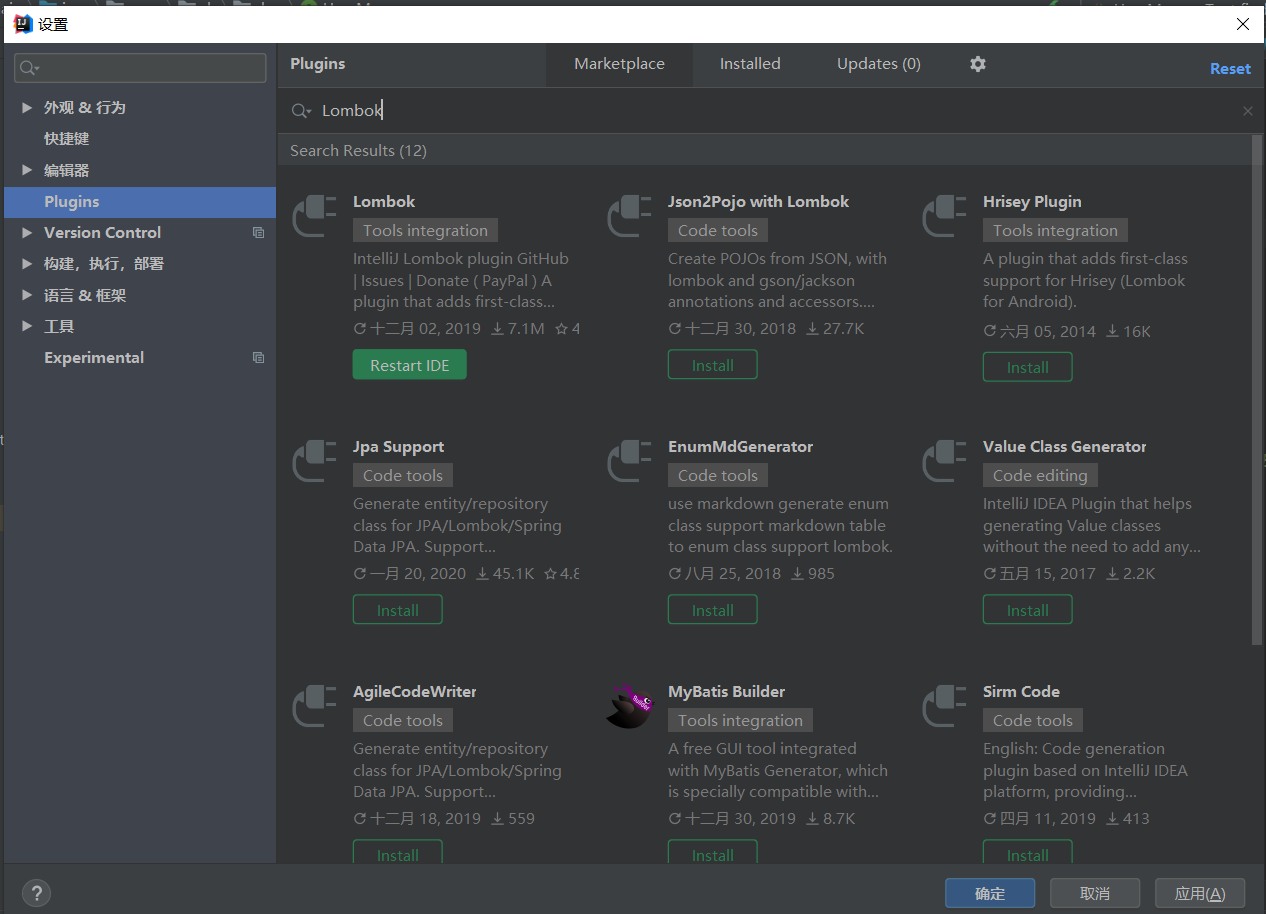 设置
Plugins
Marketplace
Installed
Updates (0)
Reset
外观 & 行为
快捷键
编辑器
Plugins
Version Control
构建，执行，部署
语言 & 框架
工具
Experimental
Lombok
Search Results (12)
Lombok
Tools integration
IntelliJ Lombok plugin GitHub
| Issues | Donate ( PayPal ) A
plugin that adds first-class...
十二月 02, 2019 7.1M 4
Restart IDE
Json2Pojo with Lombok
Code tools
Create POJOs from JSON, with
lombok and gson/jackson
annotations and accessors....
十二月 30, 2018 27.7K
Install
Hrisey Plugin
Tools integration
A plugin that adds first-class
support for Hrisey (Lombok
for Android).
六月 05, 2014 16K
Install
Jpa Support
Code tools
Generate entity/repository
class for JPA/Lombok/Spring
Data JPA. Support...
一月 20, 2020 45.1K 4.8
Install
EnumMdGenerator
Code tools
use markdown generate enum
class support markdown table
to enum class support lombok.
八月 25, 2018 985
Install
Value Class Generator
Code editing
IntelliJ IDEA Plugin that helps
generating Value classes
without the need to add any...
五月 15, 2017 2.2K
Install
AgileCodeWriter
Code tools
Generate entity/repository
class for JPA/Lombok/Spring
Data JPA. Support...
十二月 18, 2019 559
Install
MyBatis Builder
Tools integration
A free GUI tool integrated
with MyBatis Generator, which
is specially compatible with...
十二月 30, 2019 8.7K
Install
Sirm Code
Code tools
English: Code generation
plugin based on IntelliJ IDEA
platform, providing...
四月 11, 2019 413
Install
?
确定
取消
应用(A)